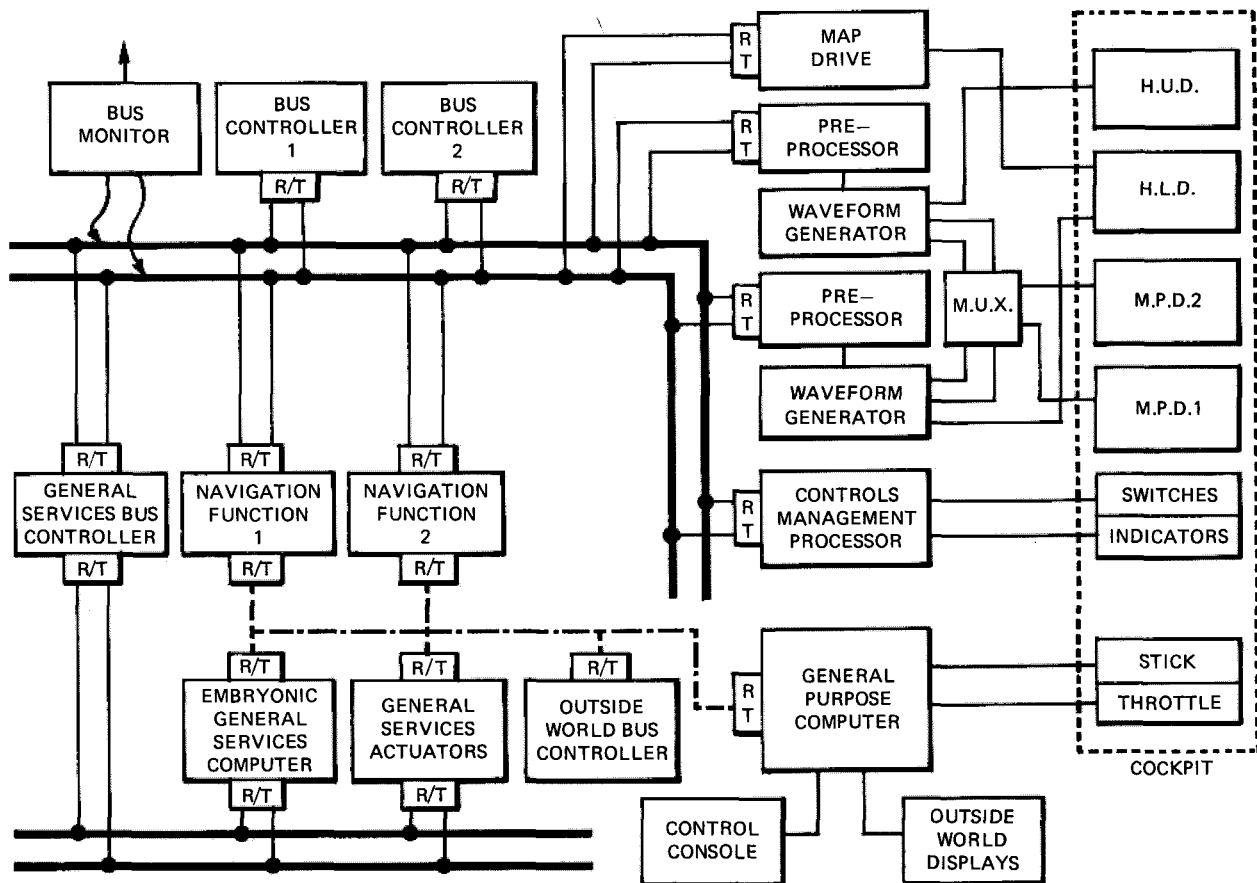 BUS
MONITOR
BUS
CONTROLLER
1
R/T
BUS
CONTROLLER
2
R/T
R
T
MAP
DRIVE
R
T
PRE–
PROCESSOR
WAVEFORM
GENERATOR
R
T
PRE–
PROCESSOR
WAVEFORM
GENERATOR
M.U.X.
H.U.D.
H.L.D.
M.P.D.2
M.P.D.1
SWITCHES
INDICATORS
STICK
THROTTLE
COCKPIT
R/T
GENERAL
SERVICES BUS
CONTROLLER
R/T
R/T
NAVIGATION
FUNCTION
1
R/T
R/T
NAVIGATION
FUNCTION
2
R/T
R
T
CONTROLS
MANAGEMENT
PROCESSOR
R/T
EMBRYONIC
GENERAL
SERVICES
COMPUTER
R/T
R/T
GENERAL
SERVICES
ACTUATORS
R/T
R/T
OUTSIDE
WORLD BUS
CONTROLLER
R
T
GENERAL
PURPOSE
COMPUTER
CONTROL
CONSOLE
OUTSIDE
WORLD
DISPLAYS